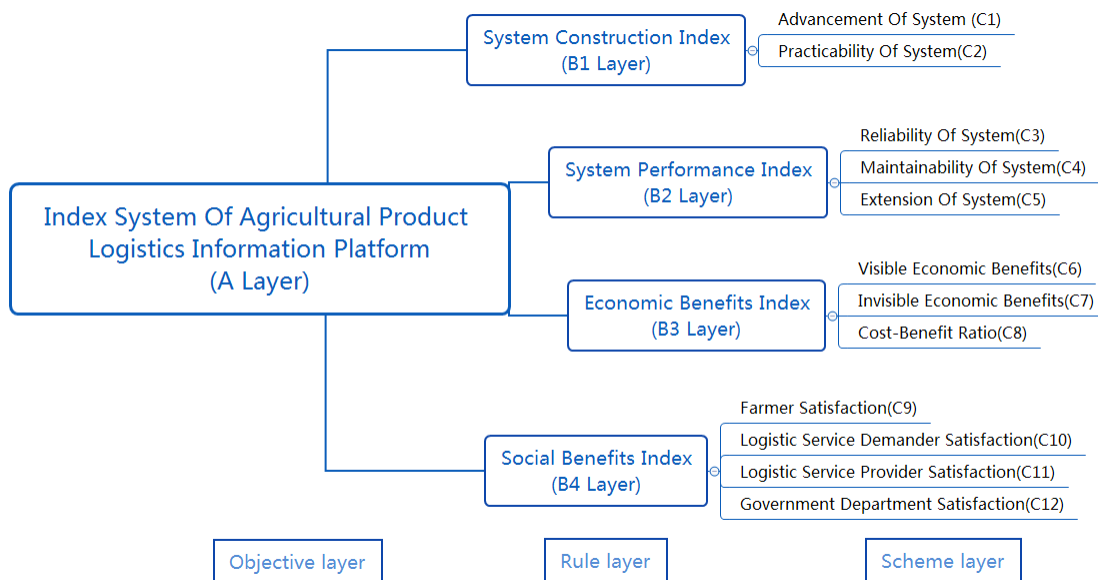 System Construction Index
(B1 Layer)
Advancement Of System (C1)
Practicability Of System(C2)
Index System Of Agricultural Product
Logistics Information Platform
(A Layer)
System Performance Index
(B2 Layer)
Reliability Of System(C3)
Maintainability Of System(C4)
Extension Of System(C5)
Economic Benefits Index
(B3 Layer)
Visible Economic Benefits(C6)
Invisible Economic Benefits(C7)
Cost-Benefit Ratio(C8)
Social Benefits Index
(B4 Layer)
Farmer Satisfaction(C9)
Logistic Service Demander Satisfaction(C10)
Logistic Service Provider Satisfaction(C11)
Government Department Satisfaction(C12)
Objective layer
Rule layer
Scheme layer